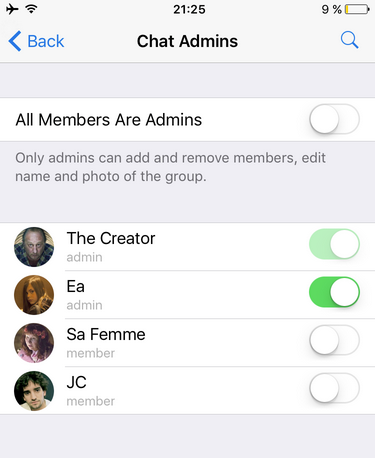 21:25
9 %
Back
Chat Admins
All Members Are Admins
Only admins can add and remove members, edit
name and photo of the group.
The Creator
admin
Ea
admin
Sa Femme
member
JC
member